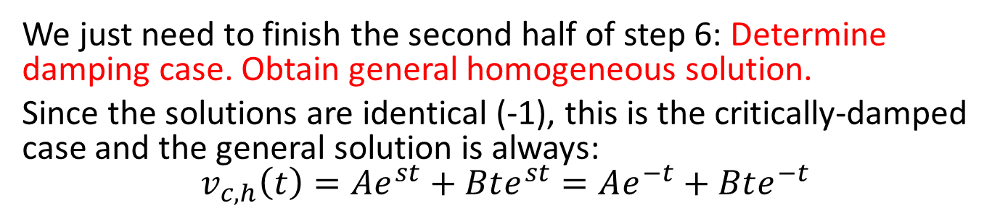 We just need to finish the second half of step 6: Determine
damping case. Obtain general homogeneous solution.
Since the solutions are identical (-1), this is the critically-damped
case and the general solution is always:
$v_{c,h}(t) = Ae^{st} + Bte^{st} = Ae^{-t} + Bte^{-t}$